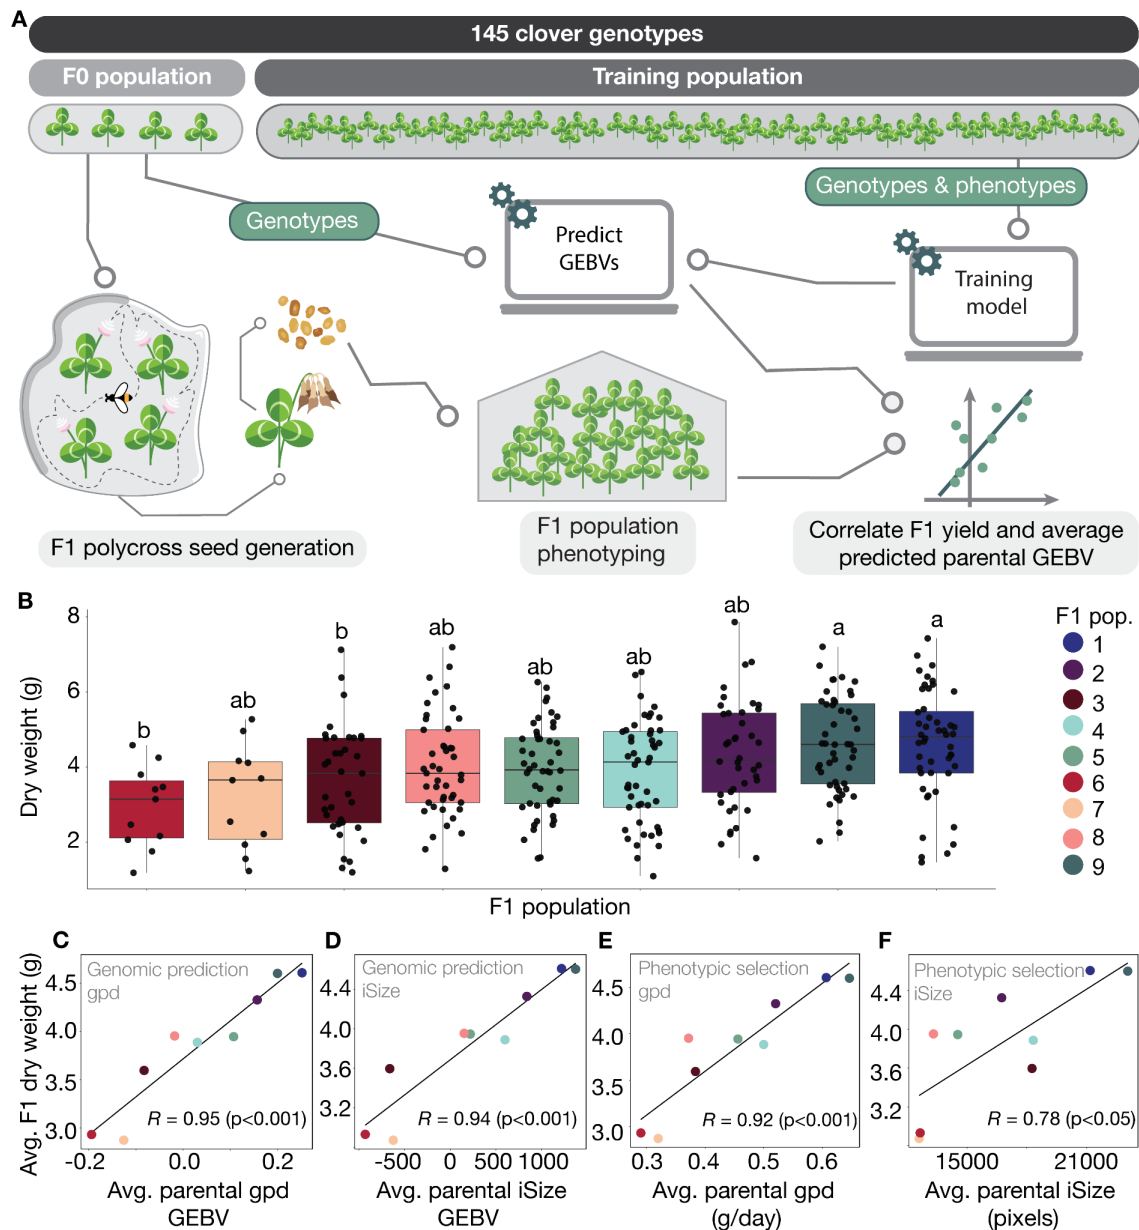 A
145 clover genotypes
F0 population
Training population
Genotypes & phenotypes
Genotypes
Predict
GEBVs
Training
model
F1 polycross seed generation
F1 population
phenotyping
Correlate F1 yield and average
predicted parental GEBV
B
Dry weight (g)
8
6
4
2
b
ab
b
ab
ab
ab
ab
a
a
F1 population
F1 pop.
1
2
3
4
5
6
7
8
9
C
Avg. F1 dry weight (g)
Genomic prediction
gpd
4.5
4.0
3.5
3.0
R = 0.95 (p<0.001)
-0.2
0.0
0.2
Avg. parental gpd
GEBV
D
Genomic prediction
iSize
4.4
4.0
3.6
3.2
R = 0.94 (p<0.001)
-500
0
500
1000
Avg. parental iSize
GEBV
E
Phenotypic selection
gpd
4.5
4.0
3.5
3.0
R = 0.92 (p<0.001)
0.3
0.4
0.5
0.6
Avg. parental gpd
(g/day)
F
Phenotypic selection
iSize
4.4
4.0
3.6
3.2
R = 0.78 (p<0.05)
15000
21000
Avg. parental iSize
(pixels)